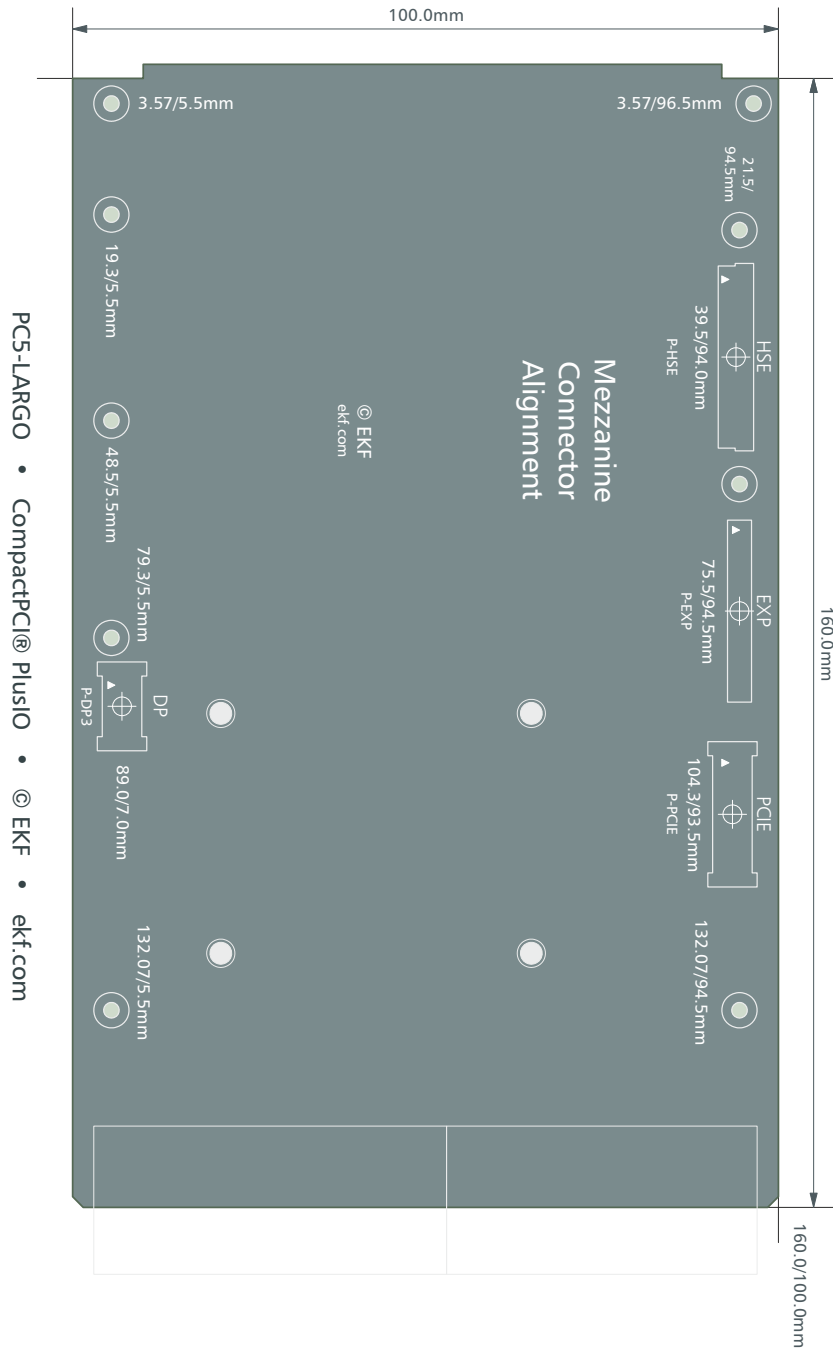 100.0mm
3.57/5.5mm
3.57/96.5mm
21.5/
94.5mm
19.3/5.5mm
39.5/94.0mm
P-HSE
HSE
Mezzanine
Connector
Alignment
© EKF
ekf.com
48.5/5.5mm
79.3/5.5mm
75.5/94.5mm
P-EXP
EXP
160.0mm
DP
P-DP3
89.0/7.0mm
104.3/93.5mm
P-PCIE
PCIE
132.07/5.5mm
132.07/94.5mm
160.0/100.0mm
PC5-LARGO • CompactPCI® PlusIO • © EKF • ekf.com